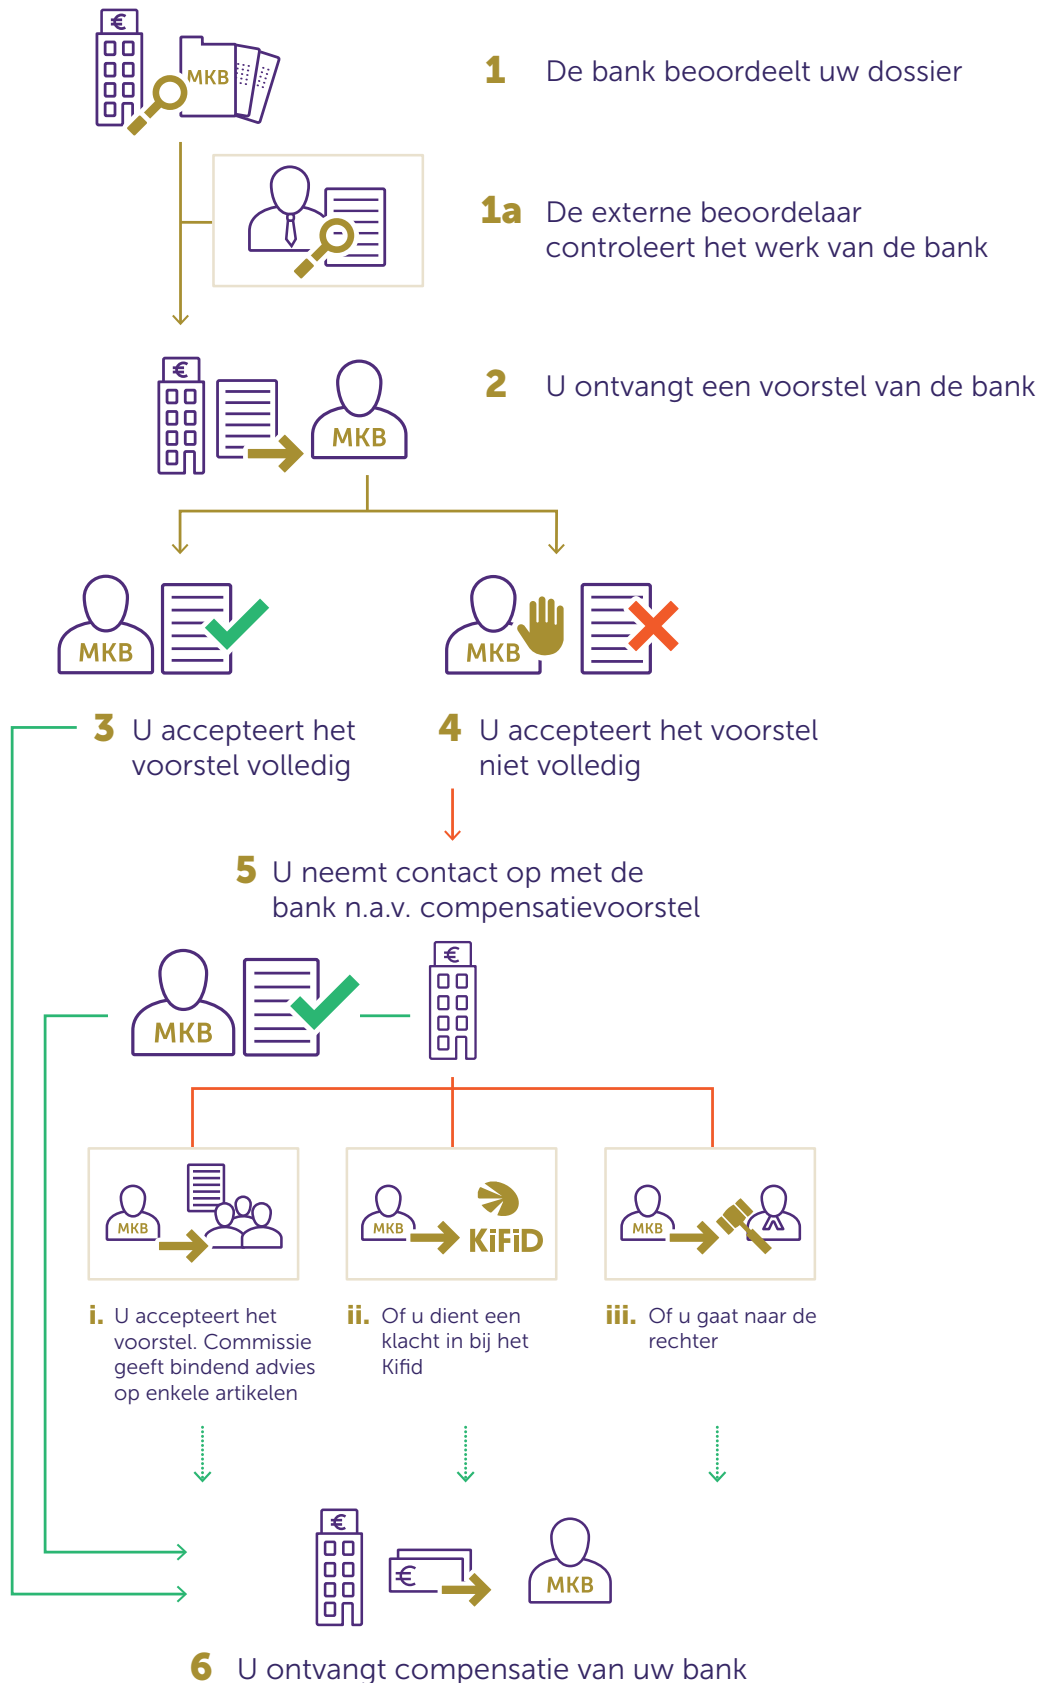 €
MKB
1 De bank beoordeelt uw dossier
1a De externe beoordelaar
controleert het werk van de bank
€
MKB
2 U ontvangt een voorstel van de bank
MKB
MKB
3 U accepteert het
voorstel volledig
4 U accepteert het voorstel
niet volledig
5 U neemt contact op met de
bank n.a.v. compensatievoorstel
€
MKB
MKB
MKB
KiFiD
MKB
i. U accepteert het
voorstel. Commissie
geeft bindend advies
op enkele artikelen
ii. Of u dient een
klacht in bij het
Kifid
iii. Of u gaat naar de
rechter
€
€
MKB
6 U ontvangt compensatie van uw bank